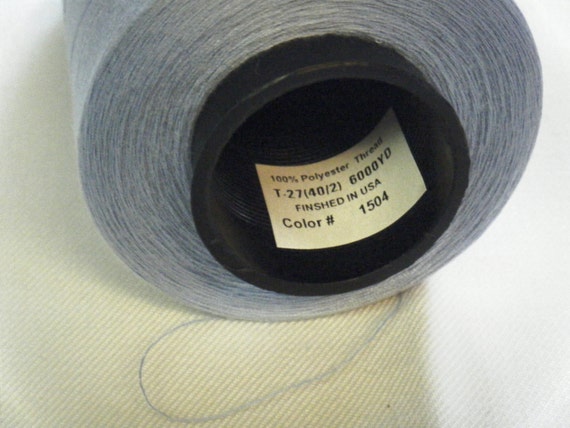 100% Polyester Thread
T-27(40/2) 6000YD
FINSHED IN USA
Color # 1504